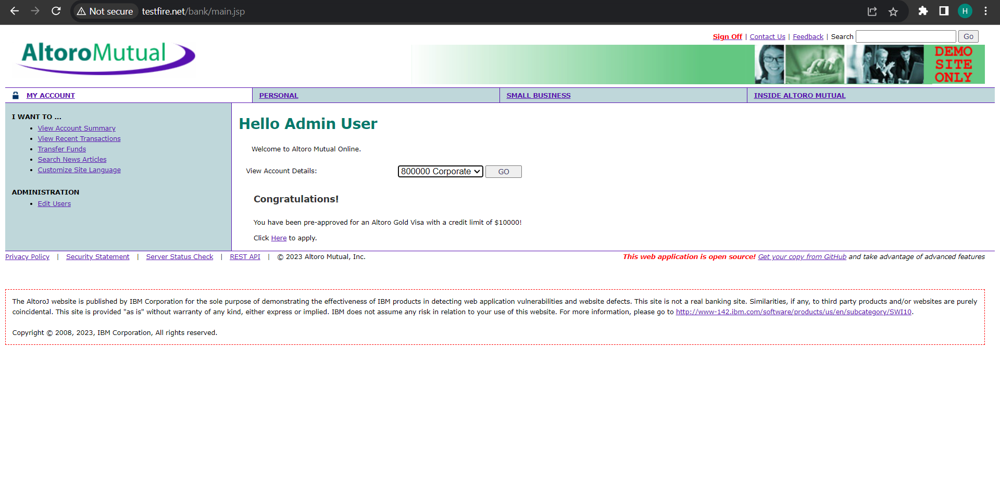 Not secure testfire.net/bank/main.jsp H
Sign Off | Contact Us | Feedback | Search Go
AltoroMutual
DEMO
SITE
ONLY
MY ACCOUNT PERSONAL SMALL BUSINESS INSIDE ALTORO MUTUAL
I WANT TO ...
• View Account Summary
• View Recent Transactions
• Transfer Funds
• Search News Articles
• Customize Site Language
ADMINISTRATION
• Edit Users
Hello Admin User
Welcome to Altoro Mutual Online.
View Account Details: 800000 Corporate GO
Congratulations!
You have been pre-approved for an Altoro Gold Visa with a credit limit of $10000!
Click Here to apply.
Privacy Policy | Security Statement | Server Status Check | REST API | © 2023 Altoro Mutual, Inc. This web application is open source! Get your copy from GitHub and take advantage of advanced features
The AltoroJ website is published by IBM Corporation for the sole purpose of demonstrating the effectiveness of IBM products in detecting web application vulnerabilities and website defects. This site is not a real banking site. Similarities, if any, to third party products and/or websites are purely
coincidental. This site is provided "as is" without warranty of any kind, either express or implied. IBM does not assume any risk in relation to your use of this website. For more information, please go to http://www-142.ibm.com/software/products/us/en/subcategory/SWI10.
Copyright © 2008, 2023, IBM Corporation, All rights reserved.